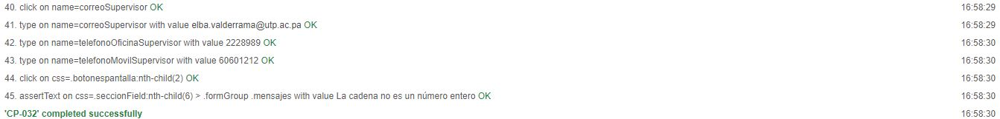 40. click on name=correoSupervisor OK 16:58:29
41. type on name=correoSupervisor with value elba.valderrama@utp.ac.pa OK 16:58:29
42. type on name=telefonoOficinaSupervisor with value 2228989 OK 16:58:30
43. type on name=telefonoMovilSupervisor with value 60601212 OK 16:58:30
44. click on css=.botonespantalla:nth-child(2) OK 16:58:30
45. assertText on css=.seccionField:nth-child(6) > .formGroup .mensajes with value La cadena no es un número entero OK 16:58:30
'CP-032' completed successfully 16:58:30